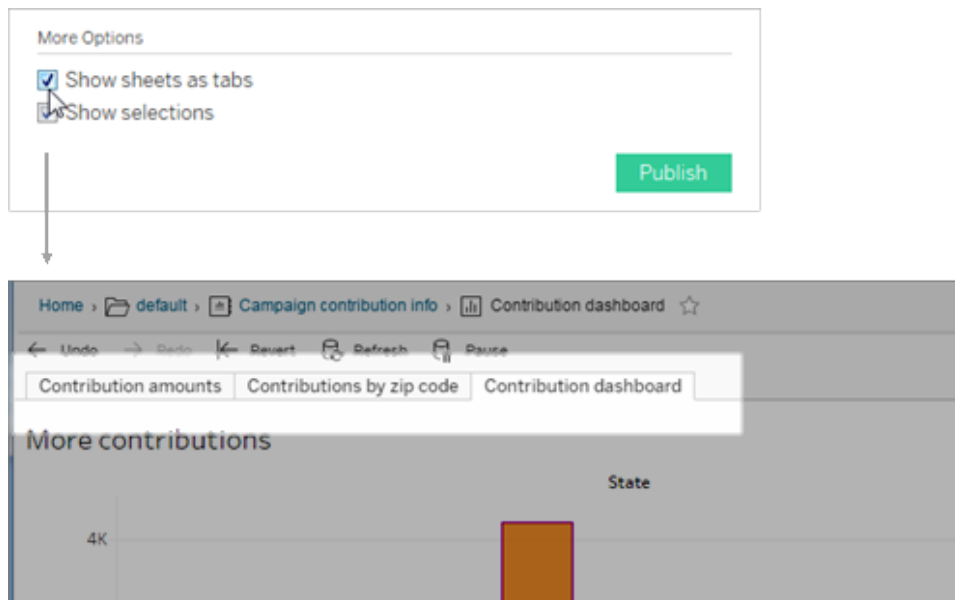 More Options
Show sheets as tabs
Show selections
Publish
Home › default › Campaign contribution info › Contribution dashboard
Undo Redo Revert Refresh Pause
Contribution amounts Contributions by zip code Contribution dashboard
More contributions
State
4K